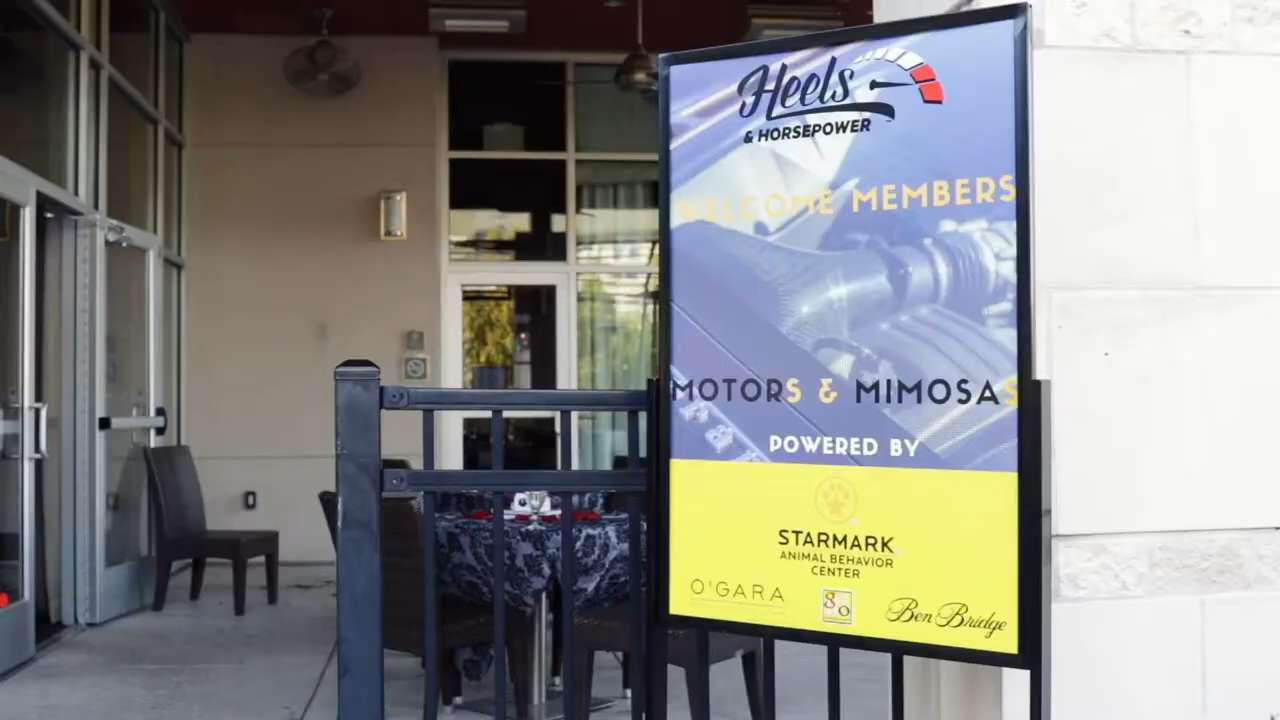 Heels
& HORSEPOWER
WELCOME MEMBERS
MOTORS & MIMOSAS
POWERED BY
STARMARK
ANIMAL BEHAVIOR
CENTER
O'GARA
Ben Bridge